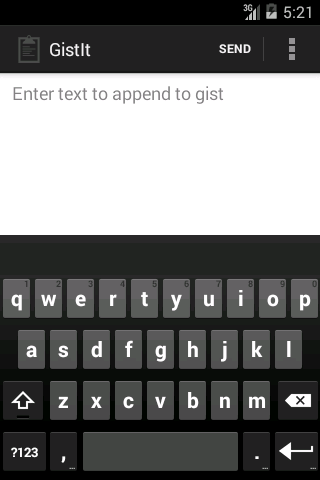 3G 5:21
GistIt SEND
Enter text to append to gist
1 2 3 4 5 6 7 8 9 0
q w e r t y u i o p
a s d f g h j k l
z x c v b n m
?123 , ... . ...